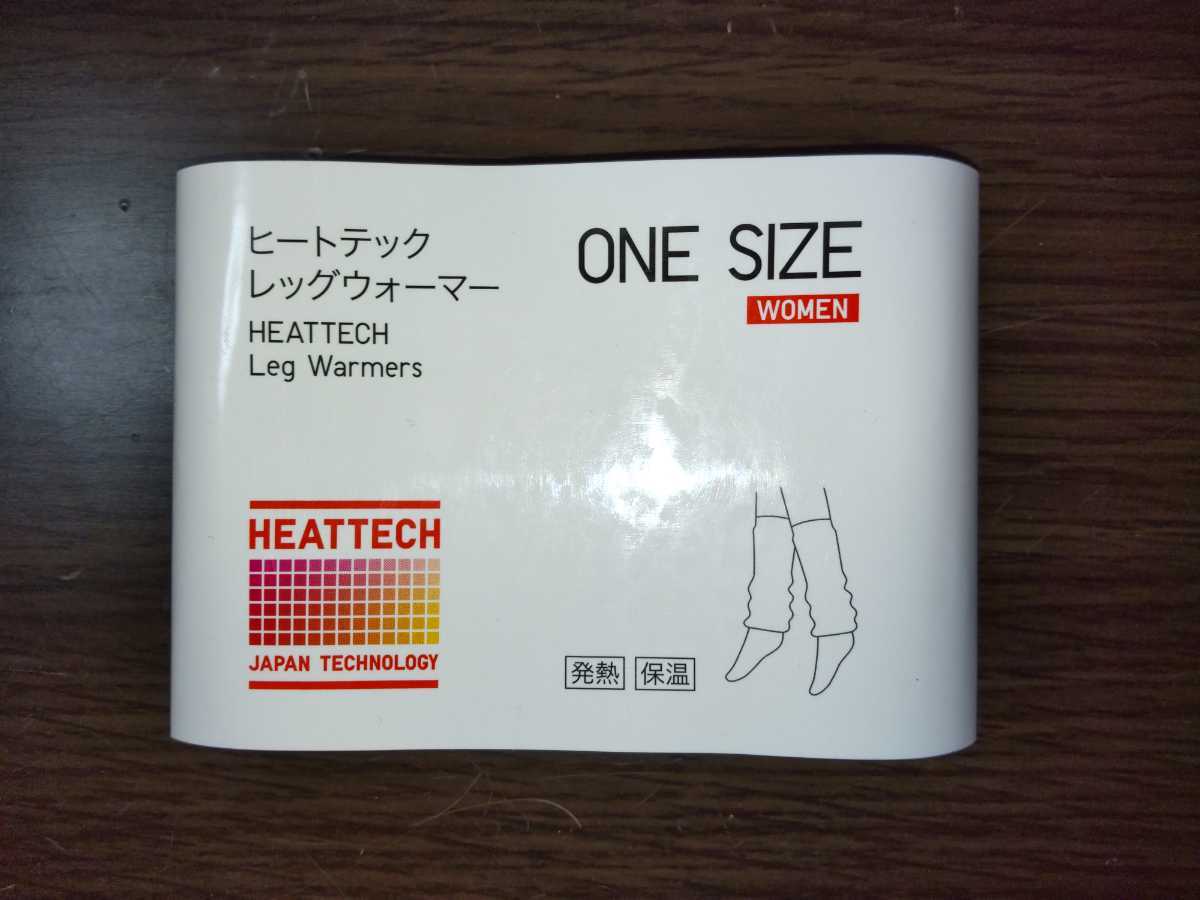 ヒートテック
レッグウォーマー
HEATTECH
Leg Warmers
ONE SIZE
WOMEN
HEATTECH
JAPAN TECHNOLOGY
発熱 保温